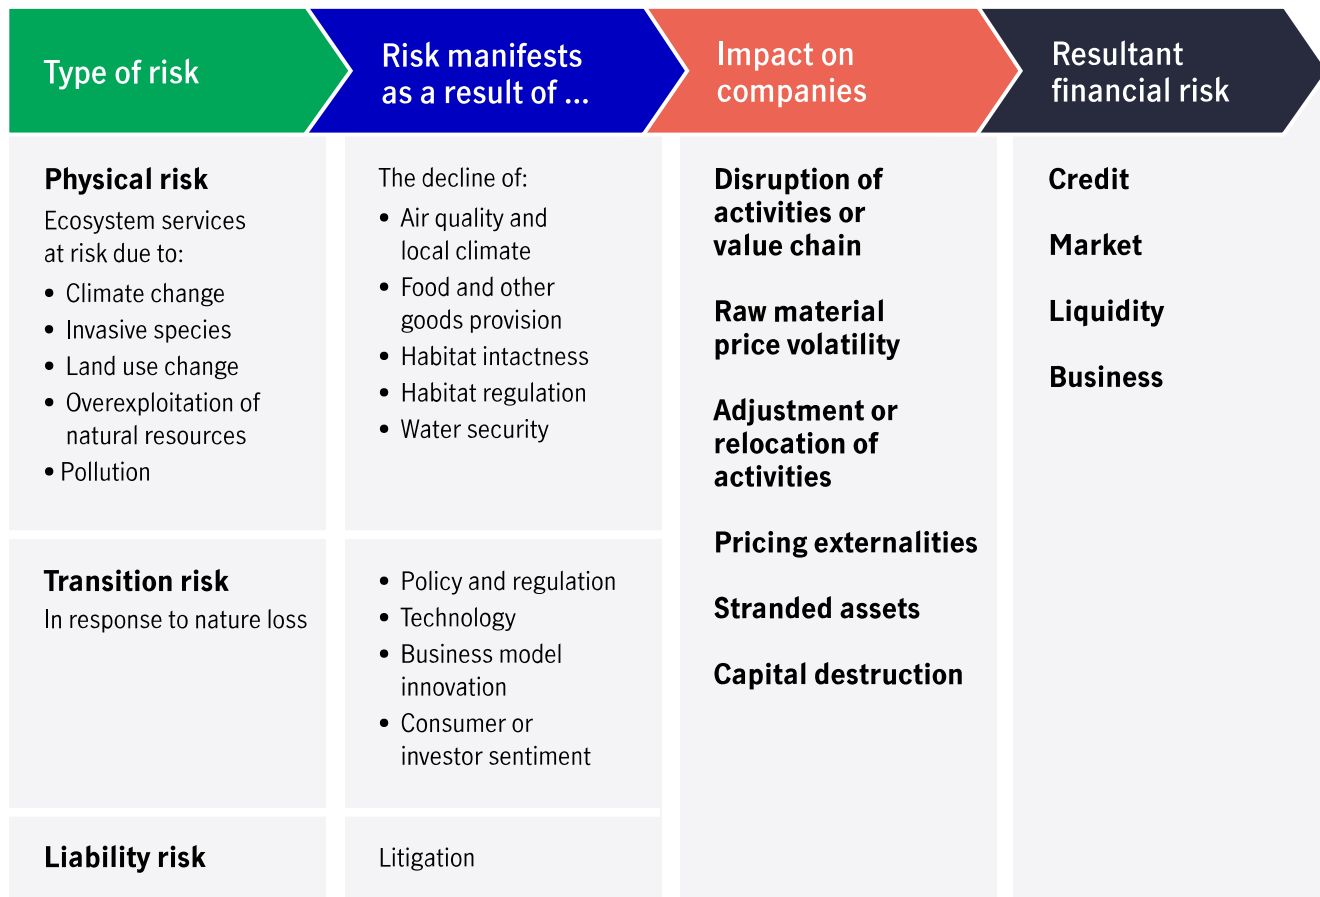 Type of risk
Risk manifests
as a result of ...
Impact on
companies
Resultant
financial risk
Physical risk
Ecosystem services
at risk due to:
• Climate change
• Invasive species
• Land use change
• Overexploitation of
natural resources
• Pollution
The decline of:
• Air quality and
local climate
• Food and other
goods provision
• Habitat intactness
• Habitat regulation
• Water security
Transition risk
In response to nature loss
• Policy and regulation
• Technology
• Business model
innovation
• Consumer or
investor sentiment
Liability risk
Litigation
Disruption of
activities or
value chain
Raw material
price volatility
Adjustment or
relocation of
activities
Pricing externalities
Stranded assets
Capital destruction
Credit
Market
Liquidity
Business